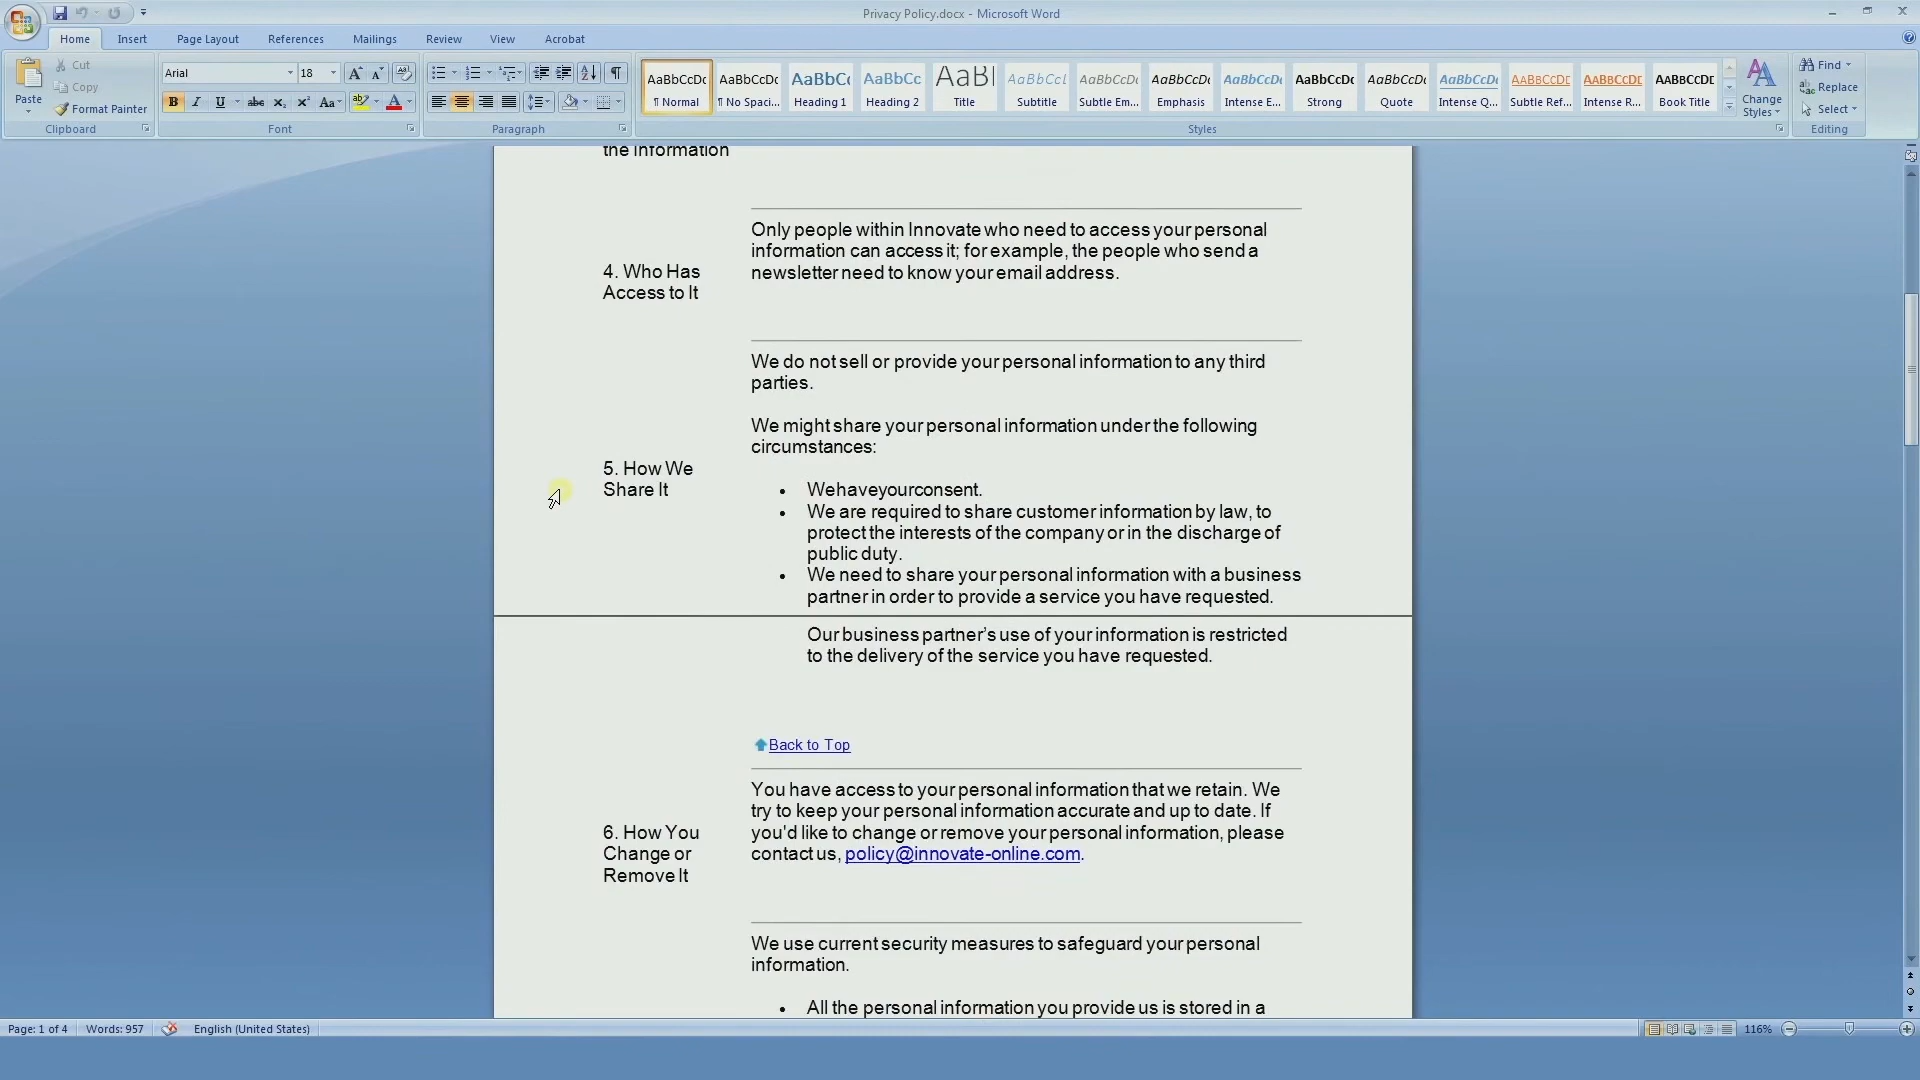 Privacy Policy.docx - Microsoft Word
Home Insert Page Layout References Mailings Review View Acrobat
Paste
Cut
Copy
Format Painter
Clipboard
Arial 18
Font
Paragraph
AaBbCcDc AaBbCcDc AaBbCc AaBbCc AaBl AaBbCcL AaBbCcDc AaBbCcDc AaBbCcDc AaBbCcDc AaBbCcDc AaBbCcDc AABBCCDC AABBCCDC AABBCCDC
¶ Normal ¶ No Spaci... Heading 1 Heading 2 Title Subtitle Subtle Em... Emphasis Intense E... Strong Quote Intense Q... Subtle Ref... Intense R... Book Title
Change
Styles
Styles
Find
Replace
Select
Editing
the Information
Only people within Innovate who need to access your personal
information can access it; for example, the people who send a
newsletter need to know your email address.
4. Who Has
Access to It
We do not sell or provide your personal information to any third
parties.
We might share your personal information under the following
circumstances:
5. How We
Share It
• Wehaveyourconsent.
• We are required to share customer information by law, to
protect the interests of the company or in the discharge of
public duty.
• We need to share your personal information with a business
partner in order to provide a service you have requested.
Our business partner’s use of your information is restricted
to the delivery of the service you have requested.
Back to Top
You have access to your personal information that we retain. We
try to keep your personal information accurate and up to date. If
you'd like to change or remove your personal information, please
contact us, policy@innovate-online.com.
6. How You
Change or
Remove It
We use current security measures to safeguard your personal
information.
• All the personal information you provide us is stored in a
Page: 1 of 4 Words: 957 English (United States) 116%